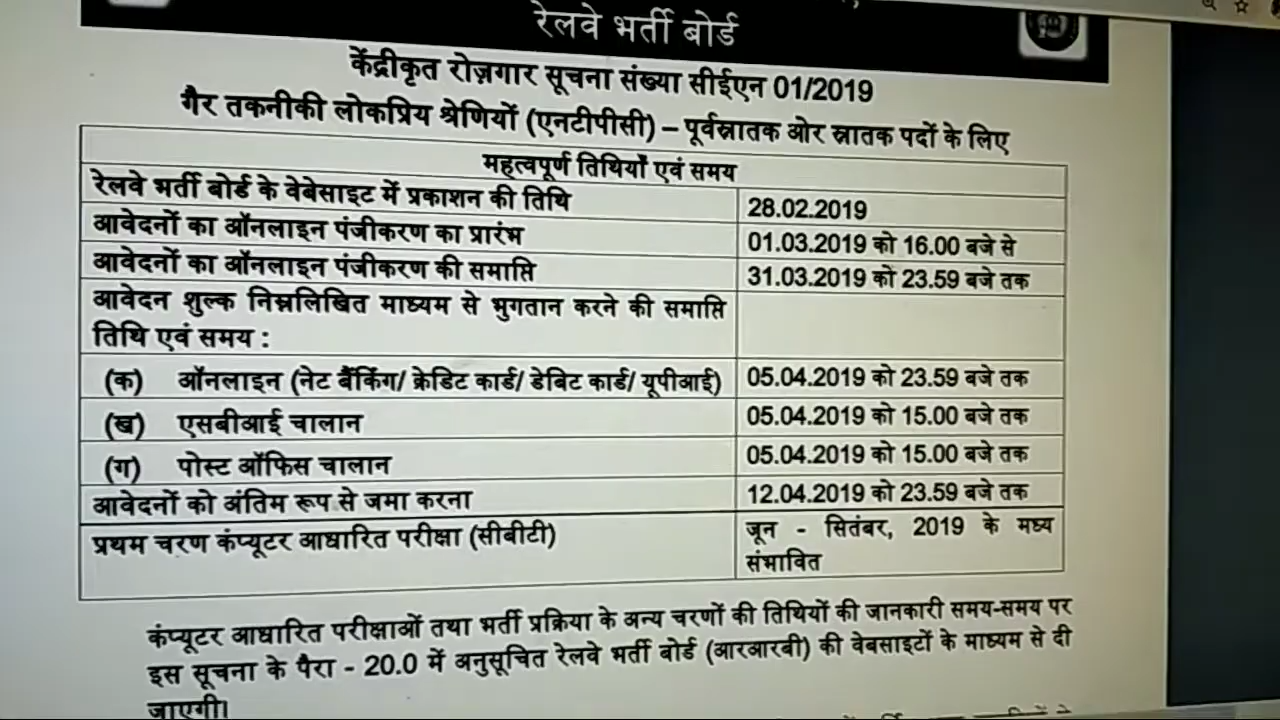 रेलवे भर्ती बोर्ड
केंद्रीकृत रोज़गार सूचना संख्या सीईएन 01/2019
गैर तकनीकी लोकप्रिय श्रेणियों (एनटीपीसी) – पूर्वस्नातक ओर स्नातक पदों के लिए
महत्वपूर्ण तिथियाँ एवं समय
रेलवे भर्ती बोर्ड के वेबेसाइट में प्रकाशन की तिथि 28.02.2019
आवेदनों का ऑनलाइन पंजीकरण का प्रारंभ 01.03.2019 को 16.00 बजे से
आवेदनों का ऑनलाइन पंजीकरण की समाप्ति 31.03.2019 को 23.59 बजे तक
आवेदन शुल्क निम्नलिखित माध्यम से भुगतान करने की समाप्ति
तिथि एवं समय :
(क) ऑनलाइन (नेट बैंकिंग/ क्रेडिट कार्ड/ डेबिट कार्ड/ यूपीआई) 05.04.2019 को 23.59 बजे तक
(ख) एसबीआई चालान 05.04.2019 को 15.00 बजे तक
(ग) पोस्ट ऑफिस चालान 05.04.2019 को 15.00 बजे तक
आवेदनों को अंतिम रूप से जमा करना 12.04.2019 को 23.59 बजे तक
प्रथम चरण कंप्यूटर आधारित परीक्षा (सीबीटी) जून - सितंबर, 2019 के मध्य
संभावित
कंप्यूटर आधारित परीक्षाओं तथा भर्ती प्रक्रिया के अन्य चरणों की तिथियों की जानकारी समय-समय पर
इस सूचना के पैरा - 20.0 में अनुसूचित रेलवे भर्ती बोर्ड (आरआरबी) की वेबसाइटों के माध्यम से दी
जाएगी।